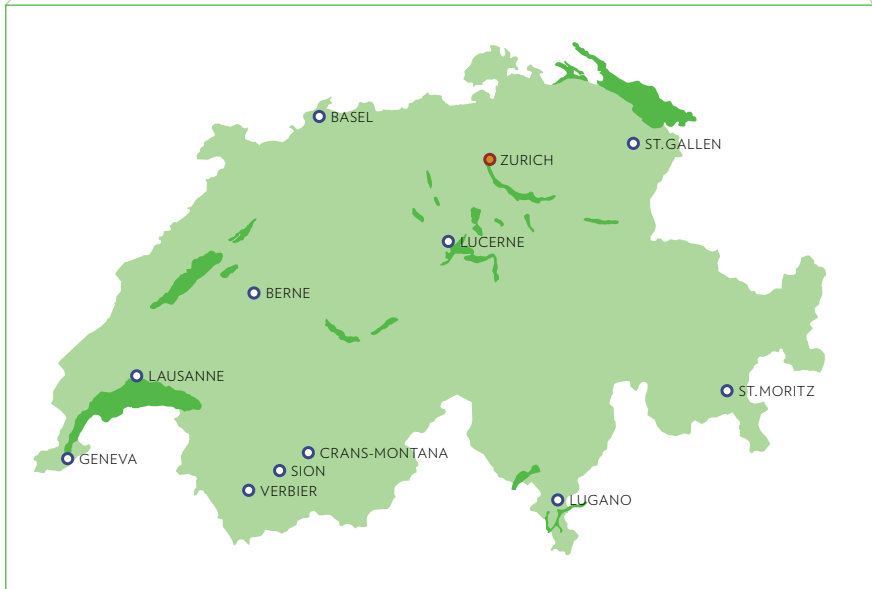 BASEL
ST.GALLEN
ZURICH
LUCERNE
BERNE
LAUSANNE
ST.MORITZ
CRANS-MONTANA
GENEVA
SION
VERBIER
LUGANO